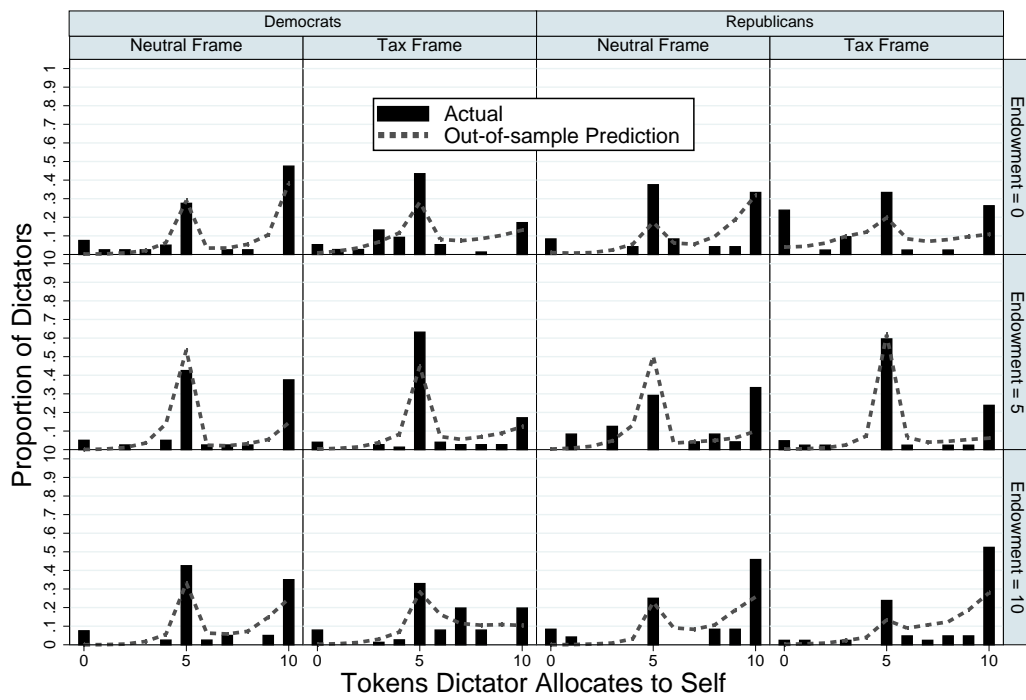 Democrats Republicans
Neutral Frame Tax Frame Neutral Frame Tax Frame
Actual
Out-of-sample Prediction
0 .1 .2 .3 .4 .5 .6 .7 .8 .9 1
0 .1 .2 .3 .4 .5 .6 .7 .8 .9 1
0 .1 .2 .3 .4 .5 .6 .7 .8 .9 1
Proportion of Dictators
Endowment = 0
Endowment = 5
Endowment = 10
0 5 10 0 5 10 0 5 10 0 5 10
Tokens Dictator Allocates to Self